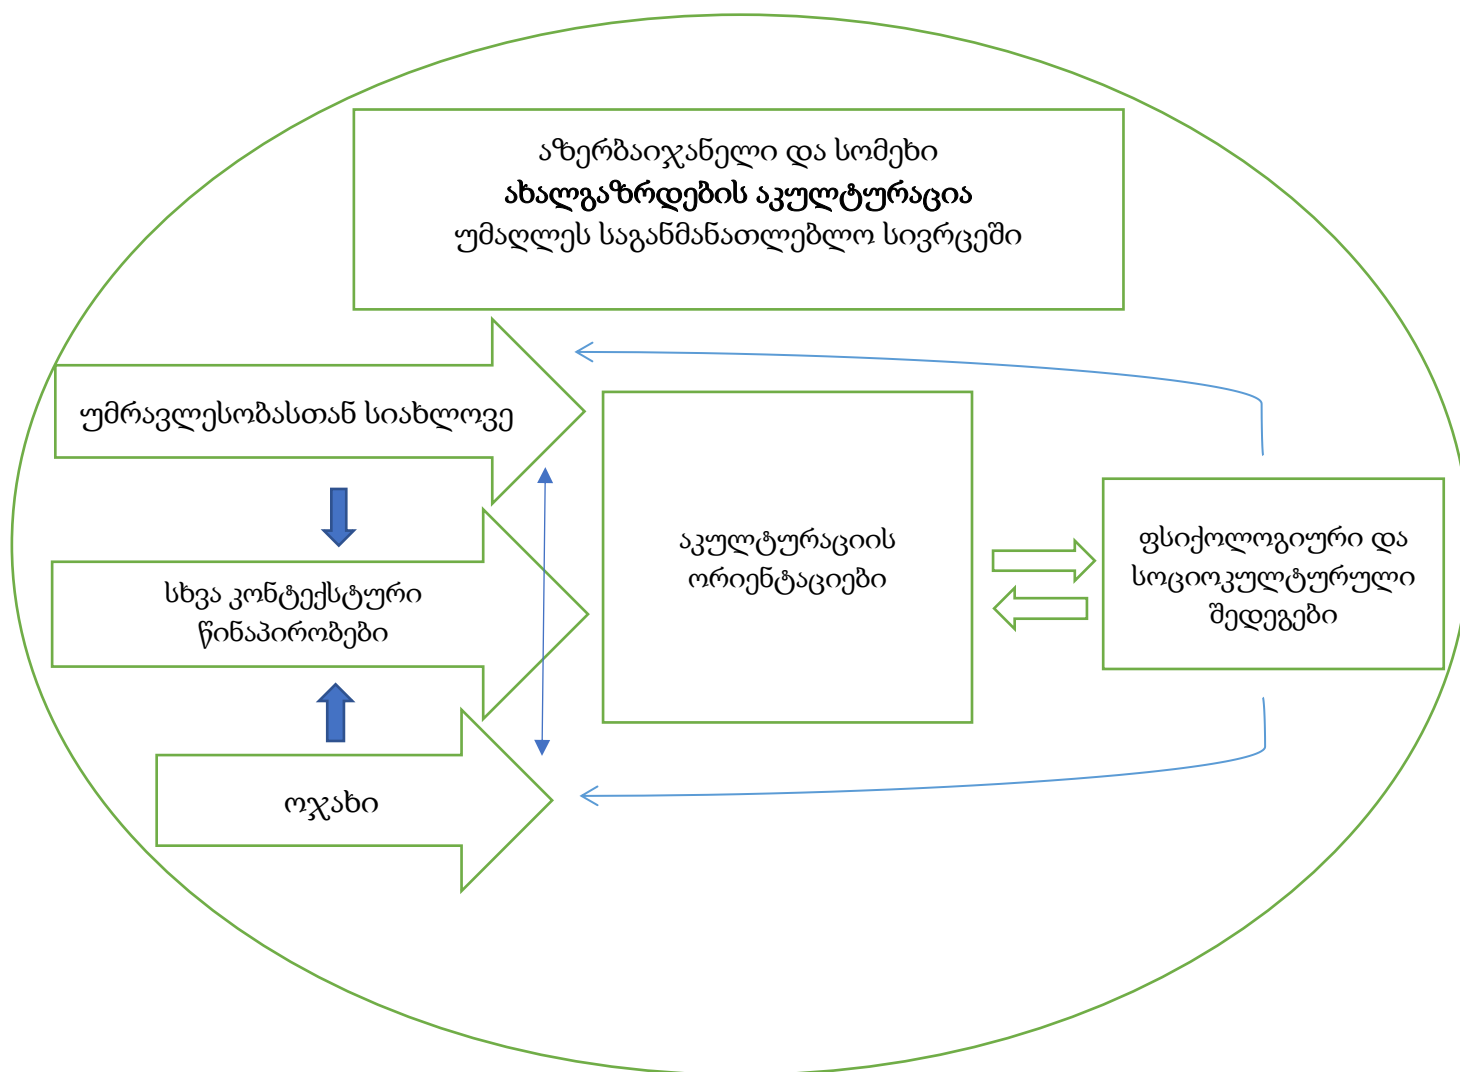 აზერბაიჯანელი და სომეხი
ახალგაზრდების აკულტურაცია
უმაღლეს საგანმანათლებლო სივრცეში
უმრავლესობასთან სიახლოვე
სხვა კონტექსტური
წინაპირობები
ოჯახი
აკულტურაციის
ორიენტაციები
ფსიქოლოგიური და
სოციოკულტურული
შედეგები